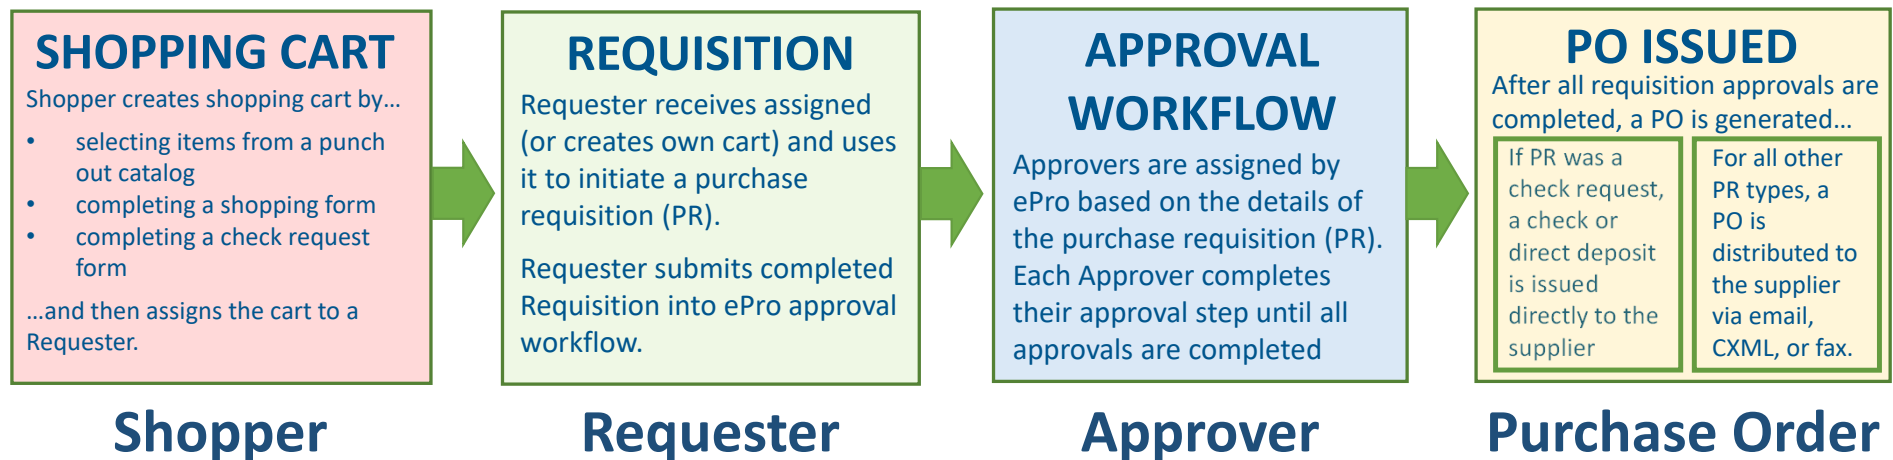 SHOPPING CART
Shopper creates shopping cart by…
• selecting items from a punch
out catalog
• completing a shopping form
• completing a check request
form
…and then assigns the cart to a
Requester.
Shopper
REQUISITION
Requester receives assigned
(or creates own cart) and uses
it to initiate a purchase
requisition (PR).
Requester submits completed
Requisition into ePro approval
workflow.
Requester
APPROVAL
WORKFLOW
Approvers are assigned by
ePro based on the details of
the purchase requisition (PR).
Each Approver completes
their approval step until all
approvals are completed
Approver
PO ISSUED
After all requisition approvals are
completed, a PO is generated…
If PR was a
check request,
a check or
direct deposit
is issued
directly to the
supplier
For all other
PR types, a
PO is
distributed to
the supplier
via email,
CXML, or fax.
Purchase Order